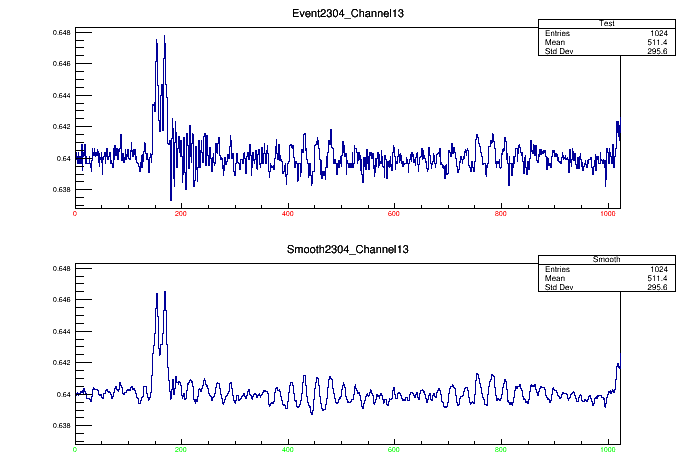 Event2304_Channel13
Test
Entries 1024
Mean 511.4
Std Dev 295.6
0.648
0.646
0.644
0.642
0.64
0.638
0 200 400 600 800 1000
Smooth2304_Channel13
Smooth
Entries 1024
Mean 511.4
Std Dev 295.6
0.648
0.646
0.644
0.642
0.64
0.638
0 200 400 600 800 1000